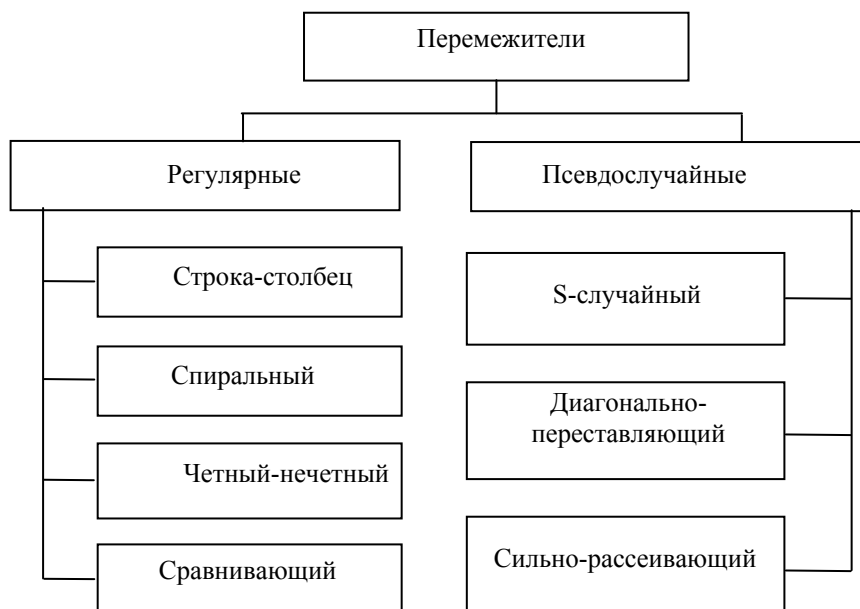 Перемежители
Регулярные
Псевдослучайные
Строка-столбец
Спиральный
Четный-нечетный
Сравнивающий
S-случайный
Диагонально-
переставляющий
Сильно-рассеивающий